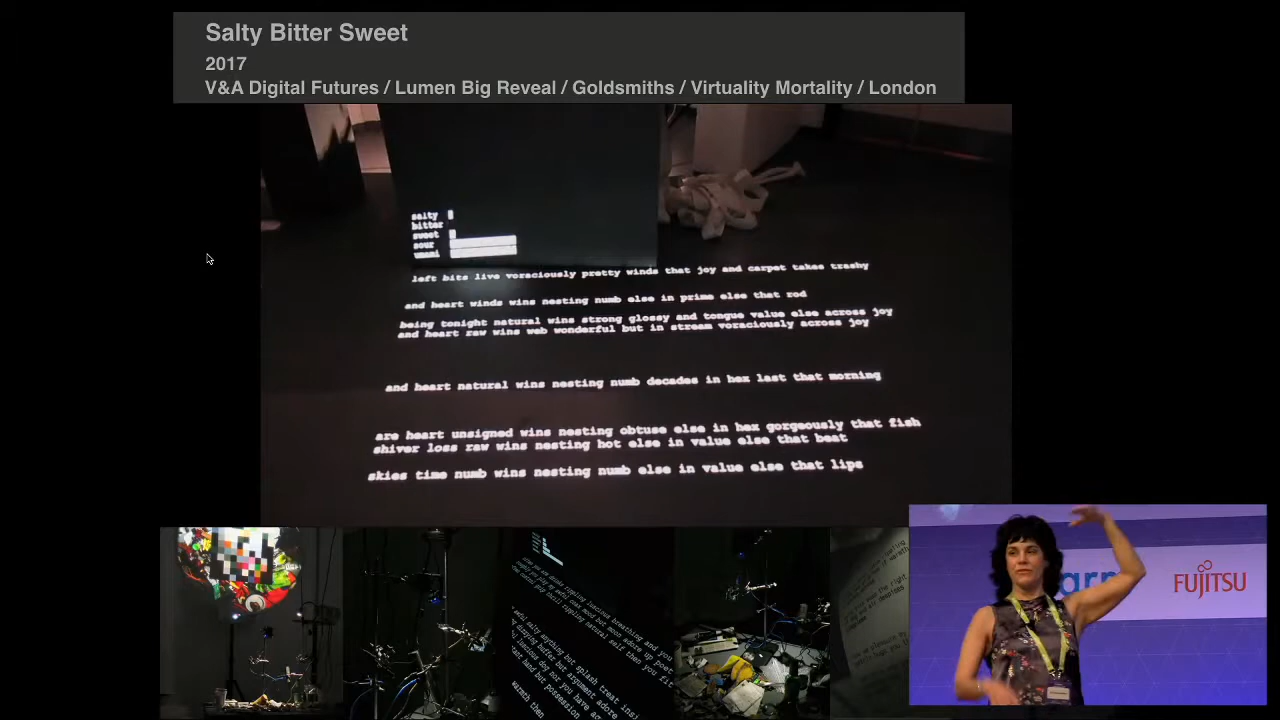 Salty Bitter Sweet
2017
V&A Digital Futures / Lumen Big Reveal / Goldsmiths / Virtuality Mortality / London
salty
bitter
sweet
sour
umami
left bits live voraciously pretty winds that joy and carpet takes trashy
and heart winds wins nesting numb else in prime else that rod
being tonight natural wins strong glossy and tongue value else across joy
and heart raw wins web wonderful but in stream voraciously across joy
and heart natural wins nesting numb decades in hex last that morning
are heart unsigned wins nesting obtuse else in hex gorgeously that fish
shiver loss raw wins nesting hot else in value else that beat
skies time numb wins nesting numb else in value else that lips
arm
FUJITSU